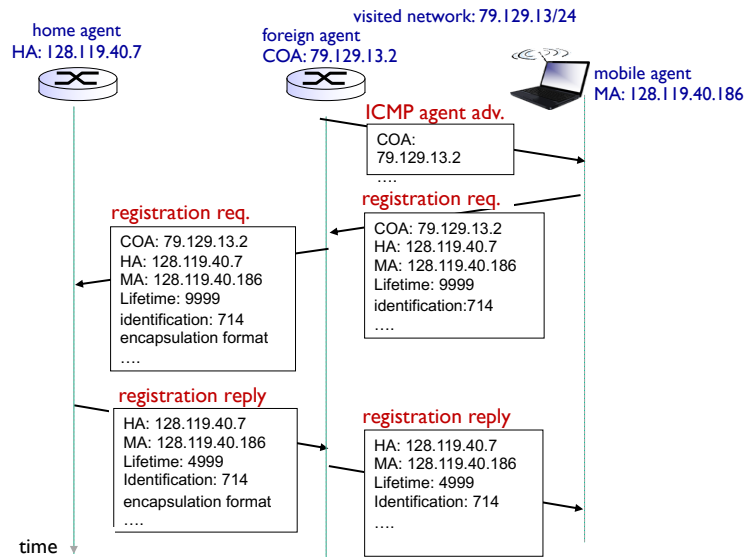 visited network: 79.129.13/24
home agent
HA: 128.119.40.7
foreign agent
COA: 79.129.13.2
mobile agent
MA: 128.119.40.186
ICMP agent adv.
COA:
79.129.13.2
….
registration req.
COA: 79.129.13.2
HA: 128.119.40.7
MA: 128.119.40.186
Lifetime: 9999
identification:714
….
registration req.
COA: 79.129.13.2
HA: 128.119.40.7
MA: 128.119.40.186
Lifetime: 9999
identification: 714
encapsulation format
….
registration reply
HA: 128.119.40.7
MA: 128.119.40.186
Lifetime: 4999
Identification: 714
encapsulation format
….
registration reply
HA: 128.119.40.7
MA: 128.119.40.186
Lifetime: 4999
Identification: 714
….
time